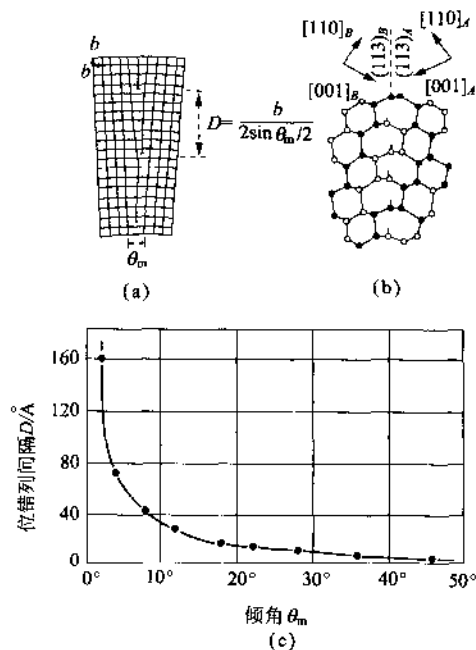 b
b
D = b / 2sin θm/2
θm
(a)
(b)
[110]B
(113)B
(113)A
[110]A
[001]B
[001]A
位错列间隔D/Å
160
120
80
40
0
0° 10° 20° 30° 40° 50°
倾角 θm
(c)